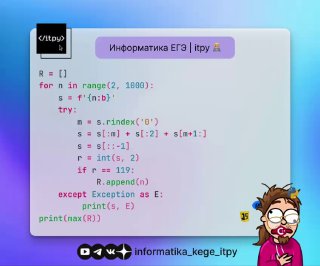 </itpy>
Информатика ЕГЭ | itpy
R = []
for n in range(2, 1000):
    s = f'{n:b}'
    try:
        m = s.rindex('0')
        s = s[:m] + s[:2] + s[m+1:]
        s = s[::-1]
        r = int(s, 2)
        if r == 119:
            R.append(n)
    except Exception as E:
        print(s, E)
print(max(R))
informatika_kege_itpy